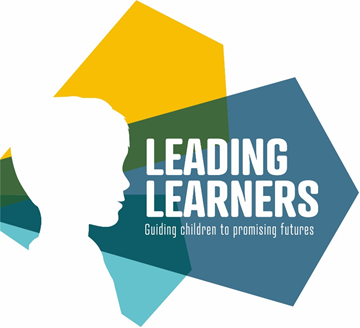 LEADING
LEARNERS
Guiding children to promising futures